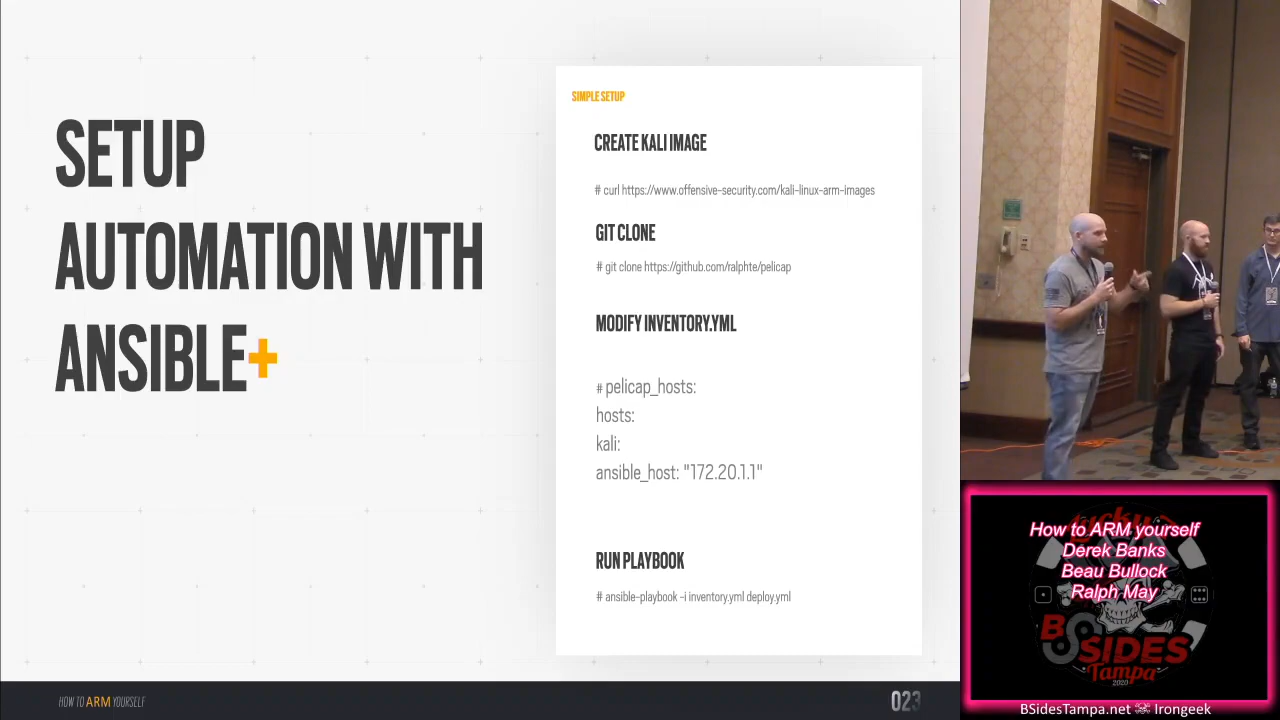 SETUP
AUTOMATION WITH
ANSIBLE+
SIMPLE SETUP
CREATE KALI IMAGE
# curl https://www.offensive-security.com/kali-linux-arm-images
GIT CLONE
# git clone https://github.com/ralphte/pelicap
MODIFY INVENTORY.YML
# pelicap_hosts:
hosts:
kali:
ansible_host: "172.20.1.1"
RUN PLAYBOOK
# ansible-playbook -i inventory.yml deploy.yml
HOW TO ARM YOURSELF
023
How to ARM yourself
Derek Banks
Beau Bullock
Ralph May
BSIDES
Tampa
2020
BSidesTampa.net Irongeek